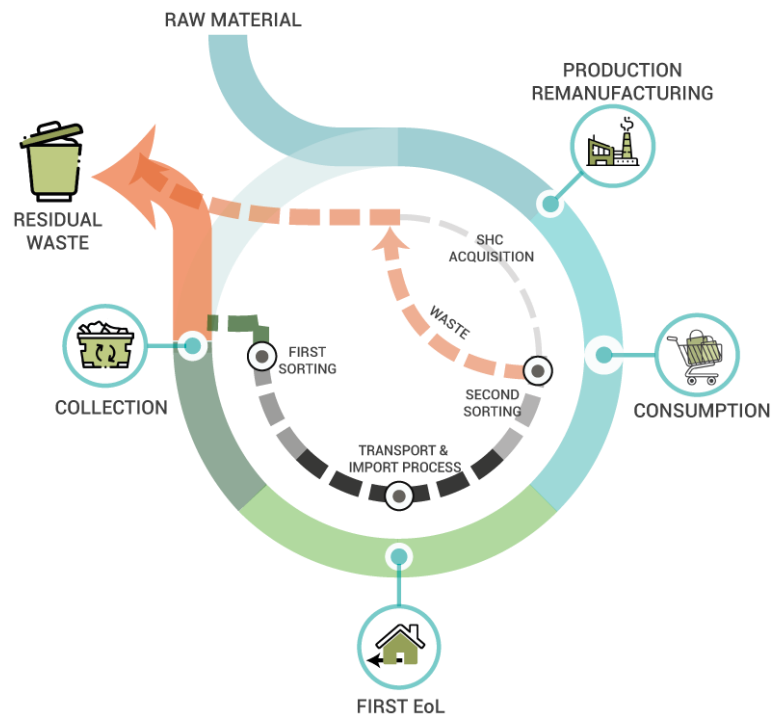 RAW MATERIAL
PRODUCTION
REMANUFACTURING
RESIDUAL
WASTE
SHC
ACQUISITION
WASTE
FIRST
SORTING
SECOND
SORTING
COLLECTION
CONSUMPTION
TRANSPORT &
IMPORT PROCESS
FIRST EoL